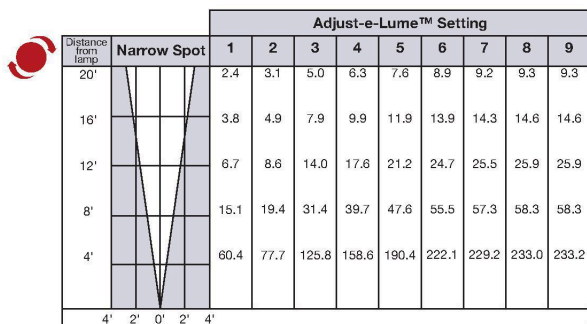 Adjust-e-Lume™ Setting
Distance from lamp Narrow Spot 1 2 3 4 5 6 7 8 9
20' 2.4 3.1 5.0 6.3 7.6 8.9 9.2 9.3 9.3
16' 3.8 4.9 7.9 9.9 11.9 13.9 14.3 14.6 14.6
12' 6.7 8.6 14.0 17.6 21.2 24.7 25.5 25.9 25.9
8' 15.1 19.4 31.4 39.7 47.6 55.5 57.3 58.3 58.3
4' 60.4 77.7 125.8 158.6 190.4 222.1 229.2 233.0 233.2
4' 2' 0' 2' 4'